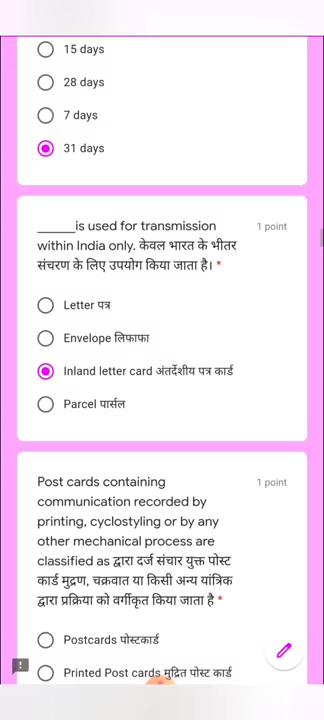 15 days
28 days
7 days
31 days
______is used for transmission 1 point
within India only. केवल भारत के भीतर
संचरण के लिए उपयोग किया जाता है। *
Letter पत्र
Envelope लिफाफा
Inland letter card अंतर्देशीय पत्र कार्ड
Parcel पार्सल
Post cards containing 1 point
communication recorded by
printing, cyclostyling or by any
other mechanical process are
classified as द्वारा दर्ज संचार युक्त पोस्ट
कार्ड मुद्रण, चक्रवात या किसी अन्य यांत्रिक
द्वारा प्रक्रिया को वर्गीकृत किया जाता है *
Postcards पोस्टकार्ड
Printed Post cards मुद्रित पोस्ट कार्ड